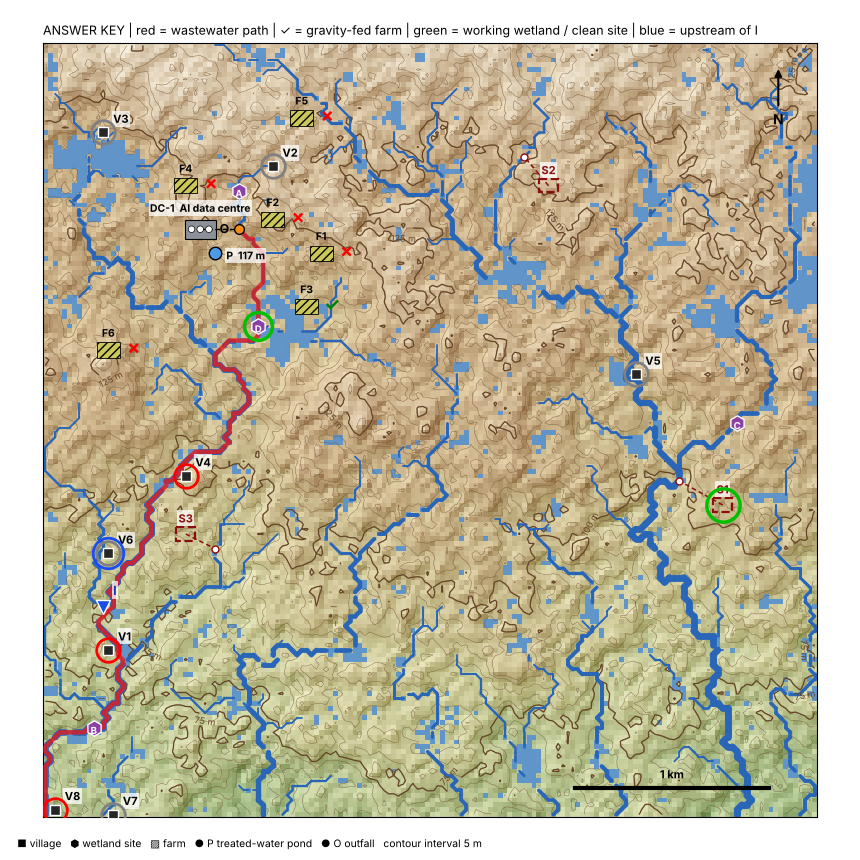 ANSWER KEY | red = wastewater path | ✓ = gravity-fed farm | green = working wetland / clean site | blue = upstream of I
N
F5
V3
V2
S2
F4
A
DC-1 AI data centre
F2
O
F1
125 m
P 117 m
F3
D
F6
V5
125 m
C
V4
S1
S3
V6
I
V1
75 m
B
75 m
1 km
V8
V7
■ village ⬢ wetland site ▨ farm ● P treated-water pond ● O outfall contour interval 5 m